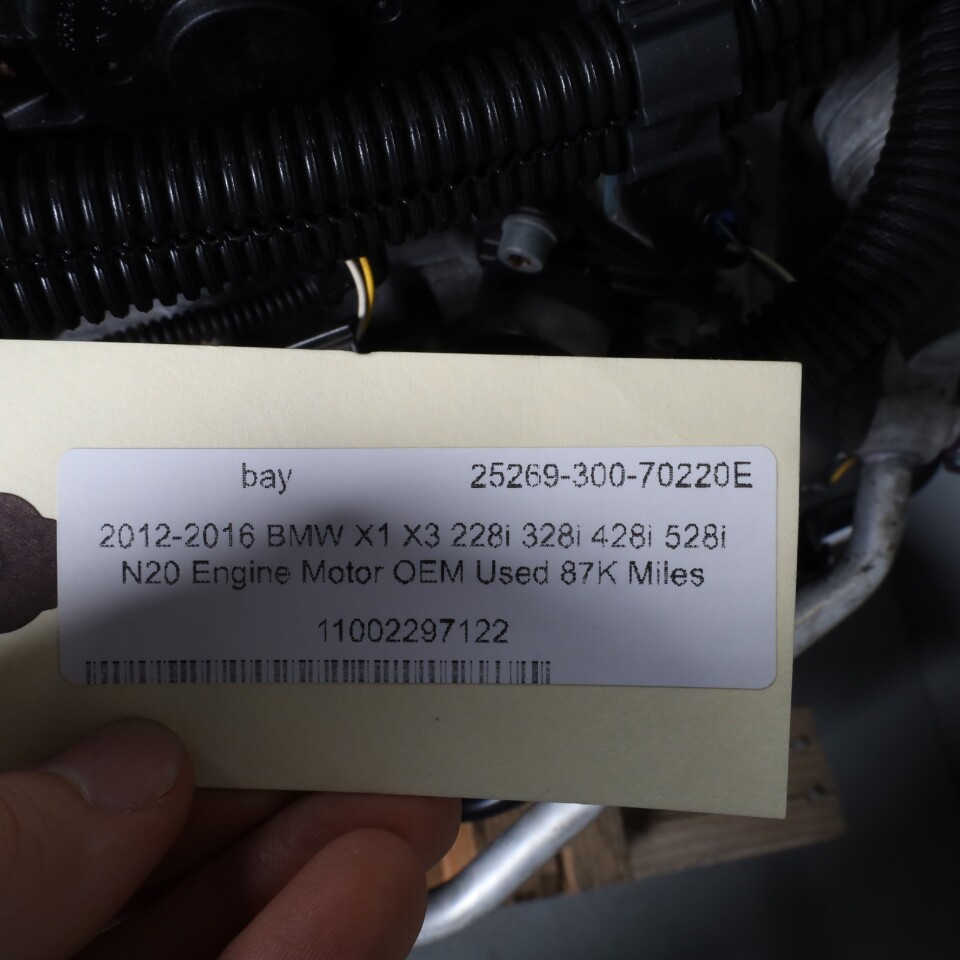 bay 25269-300-70220E
2012-2016 BMW X1 X3 228i 328i 428i 528i
N20 Engine Motor OEM Used 87K Miles
11002297122